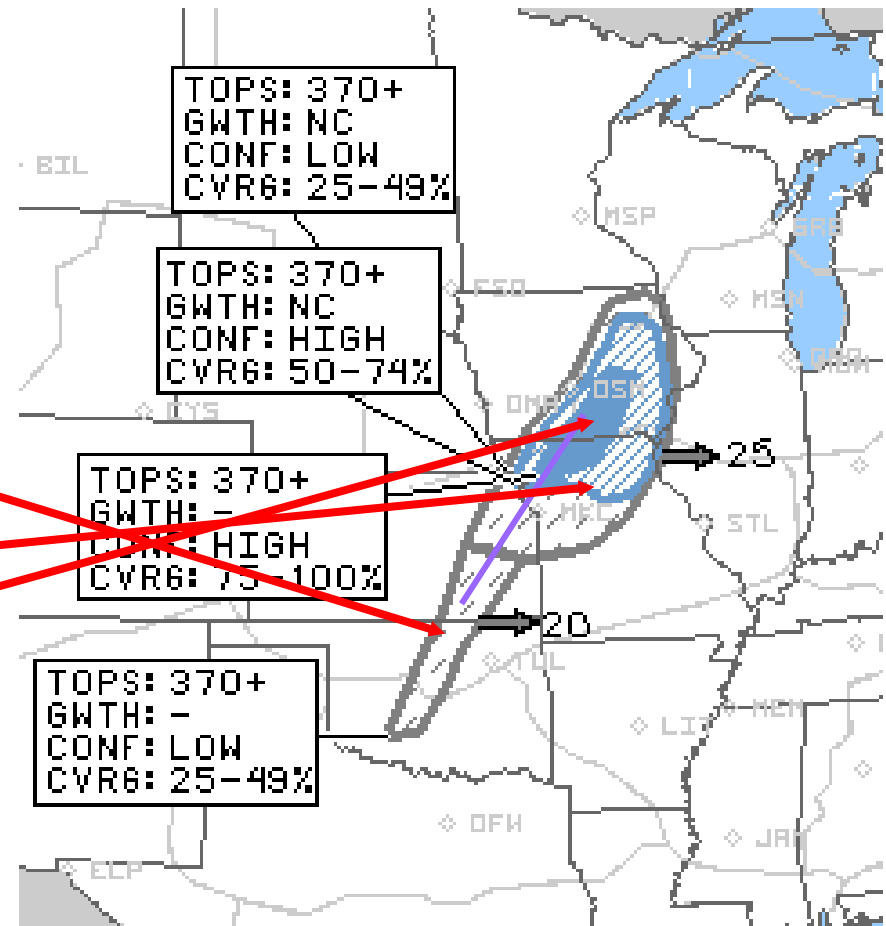 TOPS: 370+
GWTH: NC
CONF: LOW
CVRG: 25-49%
BIL
MSP
GRB
TOPS: 370+
GWTH: NC
CONF: HIGH
CVRG: 50-74%
FSD
MSN
DSM
OMA
CYS
25
TOPS: 370+
GWTH: -
CONF: HIGH
CVRG: 75-100%
MKC
STL
20
TUL
TOPS: 370+
GWTH: -
CONF: LOW
CVRG: 25-49%
MEM
LIT
DFW
JAN
ELP